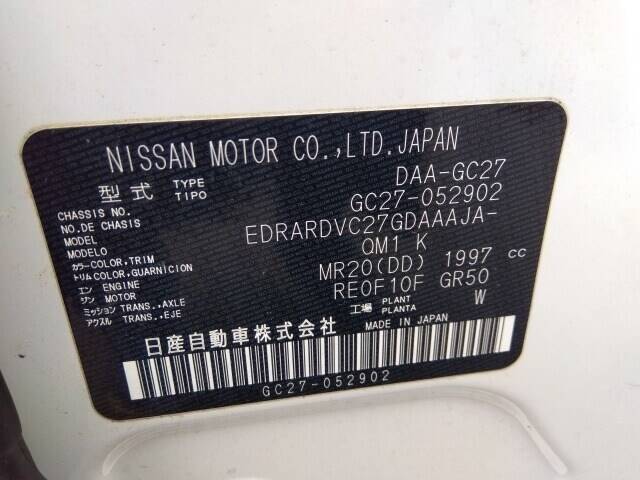 NISSAN MOTOR CO.,LTD.JAPAN
型式 TYPE TIPO DAA-GC27
CHASSIS NO. NO.DE CHASIS GC27-052902
MODEL MODELO EDRARDVC27GDAAAJA-
カラー COLOR,TRIM トリム COLOR,GUARNICION QM1 K
エンジン ENGINE MOTOR MR20(DD) 1997 cc
ミッション TRANS.,AXLE アクスル TRANS.,EJE RE0F10F GR50
工場 PLANT PLANTA W
日産自動車株式会社 MADE IN JAPAN
GC27-052902